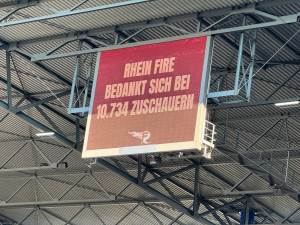 RHEIN FIRE
BEDANKT SICH BEI
10.734 ZUSCHAUERN